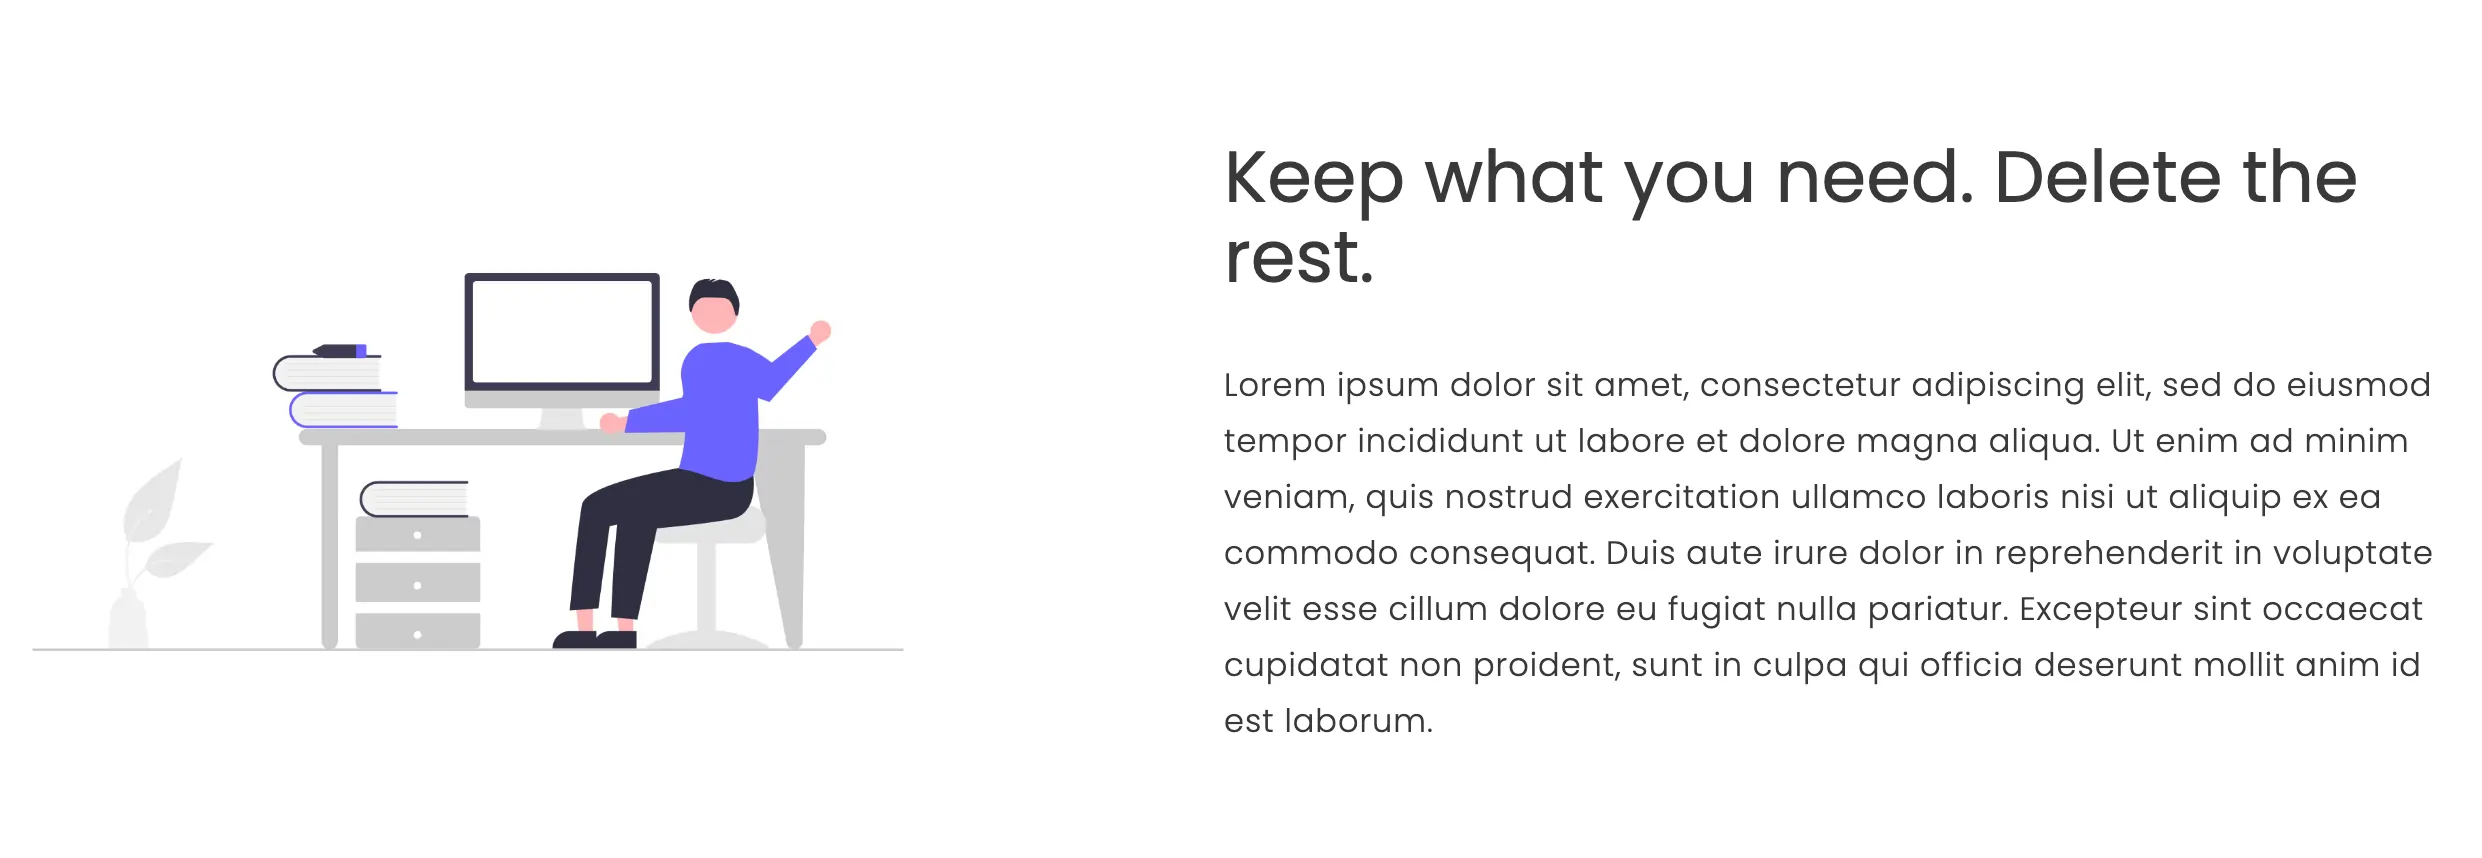 Keep what you need. Delete the
rest.
Lorem ipsum dolor sit amet, consectetur adipiscing elit, sed do eiusmod
tempor incididunt ut labore et dolore magna aliqua. Ut enim ad minim
veniam, quis nostrud exercitation ullamco laboris nisi ut aliquip ex ea
commodo consequat. Duis aute irure dolor in reprehenderit in voluptate
velit esse cillum dolore eu fugiat nulla pariatur. Excepteur sint occaecat
cupidatat non proident, sunt in culpa qui officia deserunt mollit anim id
est laborum.